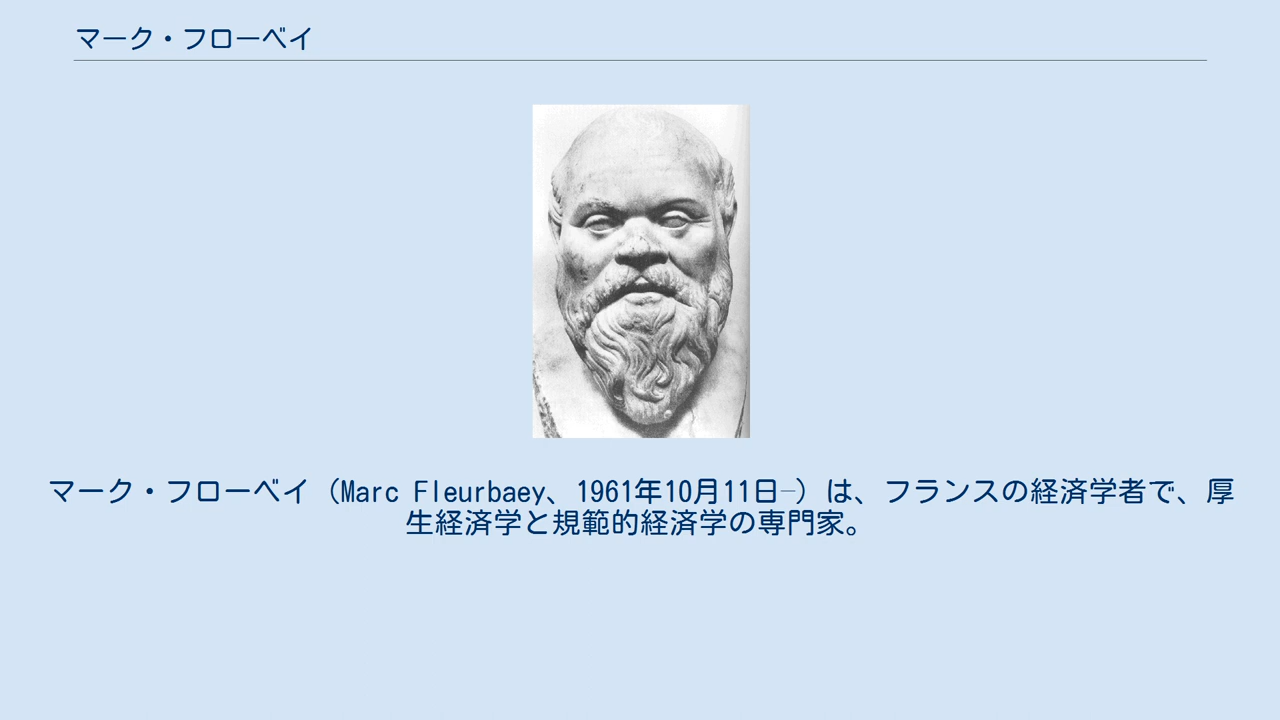 マーク・フローベイ
マーク・フローベイ（Marc Fleurbaey、1961年10月11日–）は、フランスの経済学者で、厚
生経済学と規範的経済学の専門家。